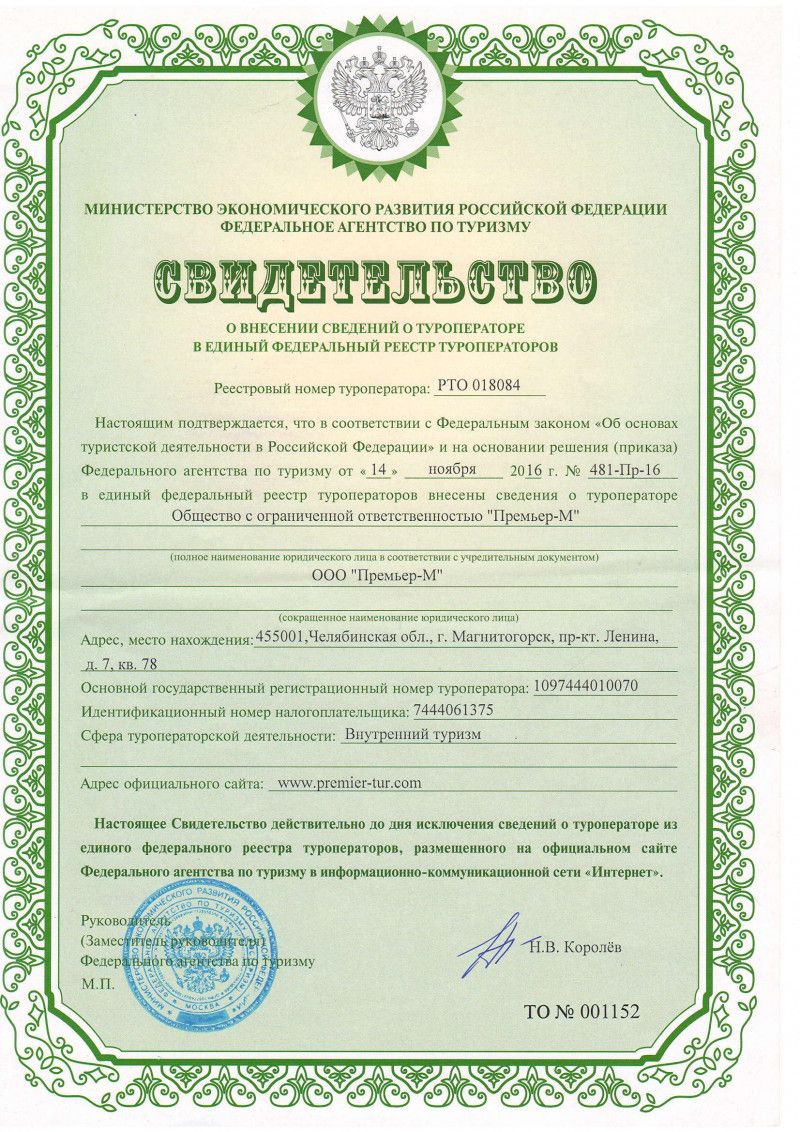 МИНИСТЕРСТВО ЭКОНОМИЧЕСКОГО РАЗВИТИЯ РОССИЙСКОЙ ФЕДЕРАЦИИ
ФЕДЕРАЛЬНОЕ АГЕНТСТВО ПО ТУРИЗМУ
СВИДЕТЕЛЬСТВО
О ВНЕСЕНИИ СВЕДЕНИЙ О ТУРОПЕРАТОРЕ
В ЕДИНЫЙ ФЕДЕРАЛЬНЫЙ РЕЕСТР ТУРОПЕРАТОРОВ
Реестровый номер туроператора: РТО 018084
Настоящим подтверждается, что в соответствии с Федеральным законом «Об основах
туристской деятельности в Российской Федерации» и на основании решения (приказа)
Федерального агентства по туризму от «14» ноября 2016 г. № 481-Пр-16
в единый федеральный реестр туроператоров внесены сведения о туроператоре
Общество с ограниченной ответственностью "Премьер-М"
(полное наименование юридического лица в соответствии с учредительным документом)
ООО "Премьер-М"
(сокращенное наименование юридического лица)
Адрес, место нахождения: 455001,Челябинская обл., г. Магнитогорск, пр-кт. Ленина,
д. 7, кв. 78
Основной государственный регистрационный номер туроператора: 1097444010070
Идентификационный номер налогоплательщика: 7444061375
Сфера туроператорской деятельности: Внутренний туризм
Адрес официального сайта: www.premier-tur.com
Настоящее Свидетельство действительно до дня исключения сведений о туроператоре из
единого федерального реестра туроператоров, размещенного на официальном сайте
Федерального агентства по туризму в информационно-коммуникационной сети «Интернет».
Руководитель
(Заместитель руководителя)
Федерального агентства по туризму
М.П.
Н.В. Королёв
МИНИСТЕРСТВО ЭКОНОМИЧЕСКОГО РАЗВИТИЯ РОССИЙСКОЙ ФЕДЕРАЦИИ
ФЕДЕРАЛЬНОЕ АГЕНТСТВО ПО ТУРИЗМУ
МОСКВА
ТО № 001152